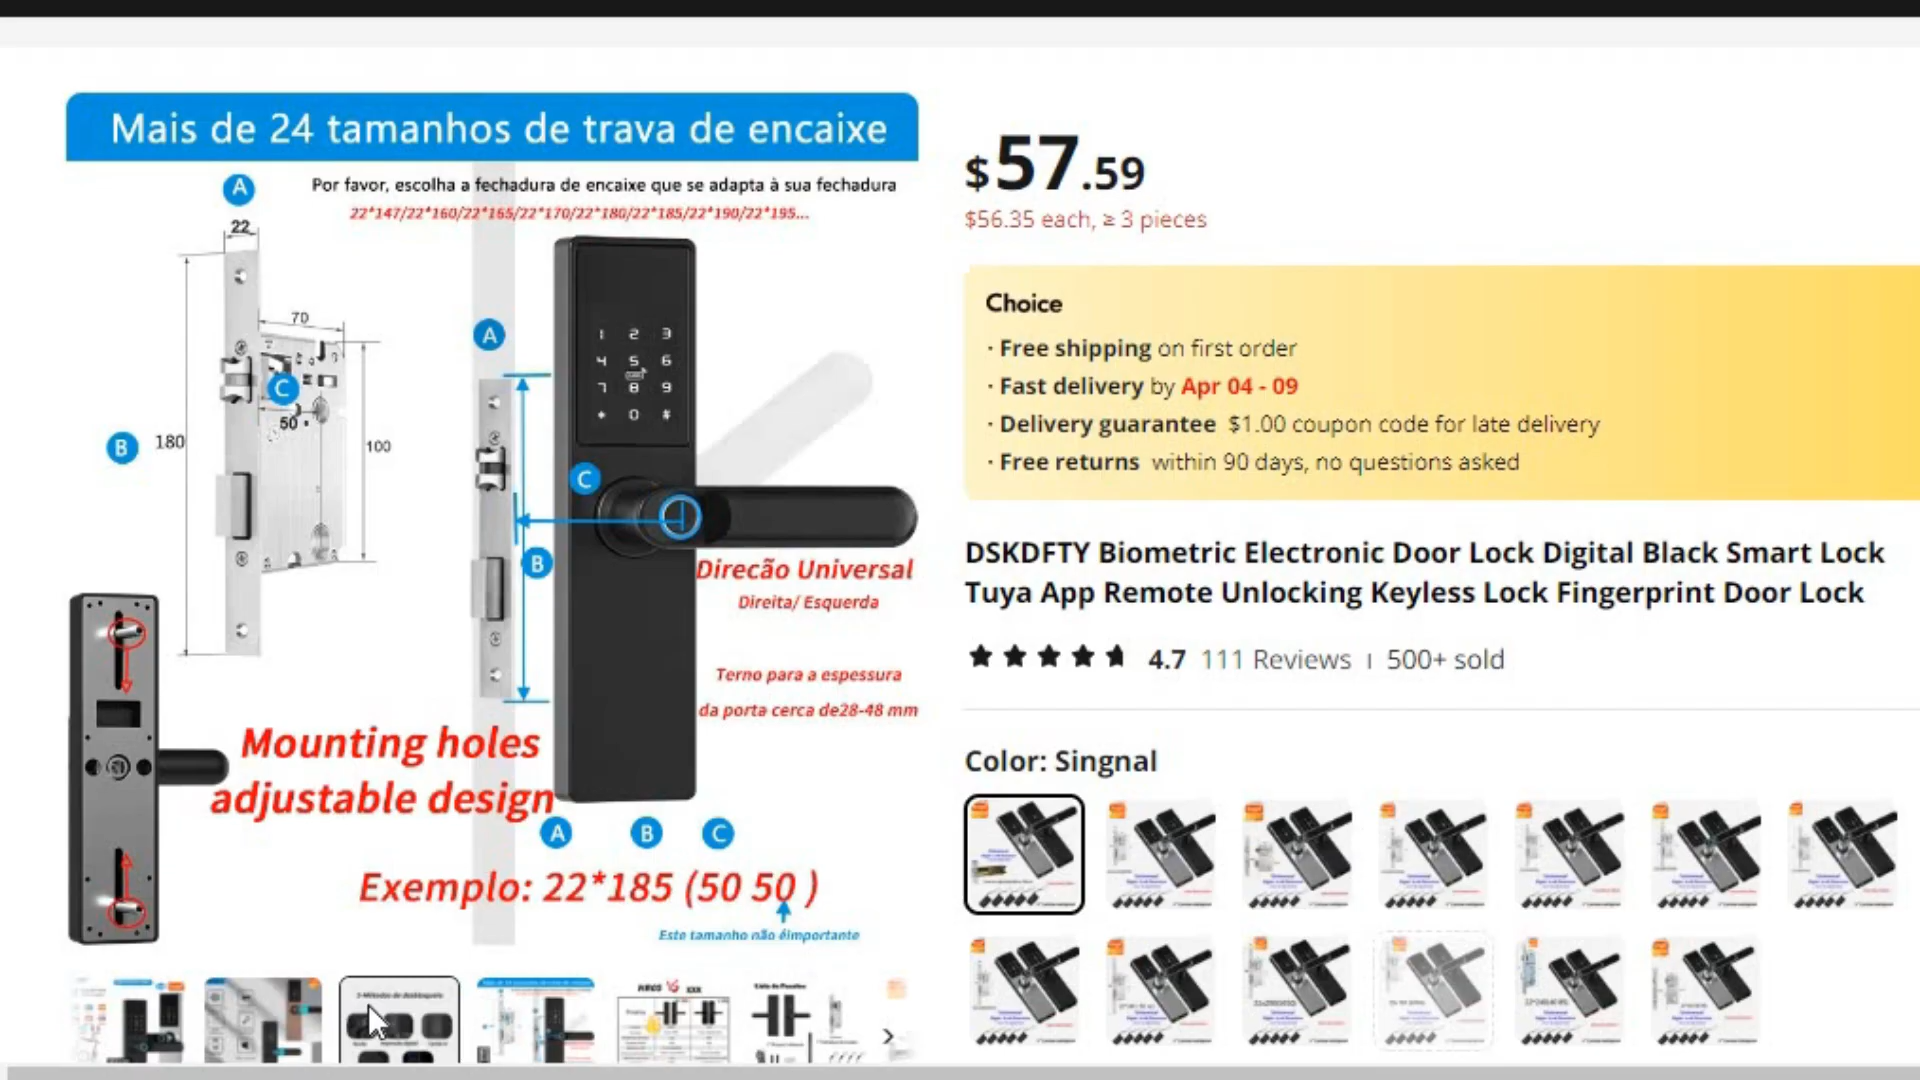 Mais de 24 tamanhos de trava de encaixe
Por favor, escolha a fechadura de encaixe que se adapta à sua fechadura
22*147/22*160/22*165/22*170/22*180/22*185/22*190/22*195...
A
22
70
C
50
B
180
100
A
1 2 3
4 5 6
7 8 9
* 0 #
C
B
Direcão Universal
Direita/ Esquerda
Terno para a espessura
da porta cerca de28-48 mm
Mounting holes
adjustable design
A B C
Exemplo: 22*185 (50 50 )
Este tamanho não éimportante
$57.59
$56.35 each, ≥ 3 pieces
Choice
· Free shipping on first order
· Fast delivery by Apr 04 - 09
· Delivery guarantee $1.00 coupon code for late delivery
· Free returns within 90 days, no questions asked
DSKDFTY Biometric Electronic Door Lock Digital Black Smart Lock
Tuya App Remote Unlocking Keyless Lock Fingerprint Door Lock
4.7 111 Reviews | 500+ sold
Color: Singnal